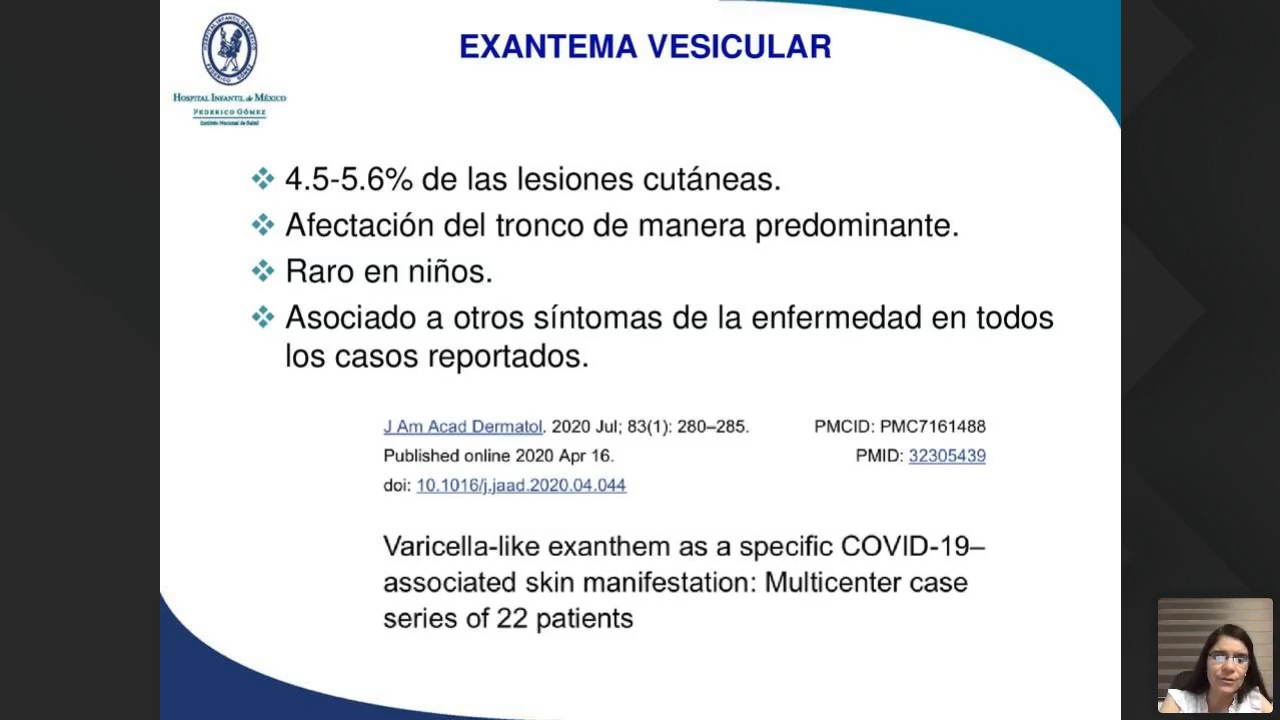 EXANTEMA VESICULAR
HOSPITAL INFANTIL de MÉXICO
FEDERICO GÓMEZ
Instituto Nacional de Salud
4.5-5.6% de las lesiones cutáneas.
Afectación del tronco de manera predominante.
Raro en niños.
Asociado a otros síntomas de la enfermedad en todos
los casos reportados.
J Am Acad Dermatol. 2020 Jul; 83(1): 280–285. PMCID: PMC7161488
Published online 2020 Apr 16. PMID: 32305439
doi: 10.1016/j.jaad.2020.04.044
Varicella-like exanthem as a specific COVID-19–
associated skin manifestation: Multicenter case
series of 22 patients